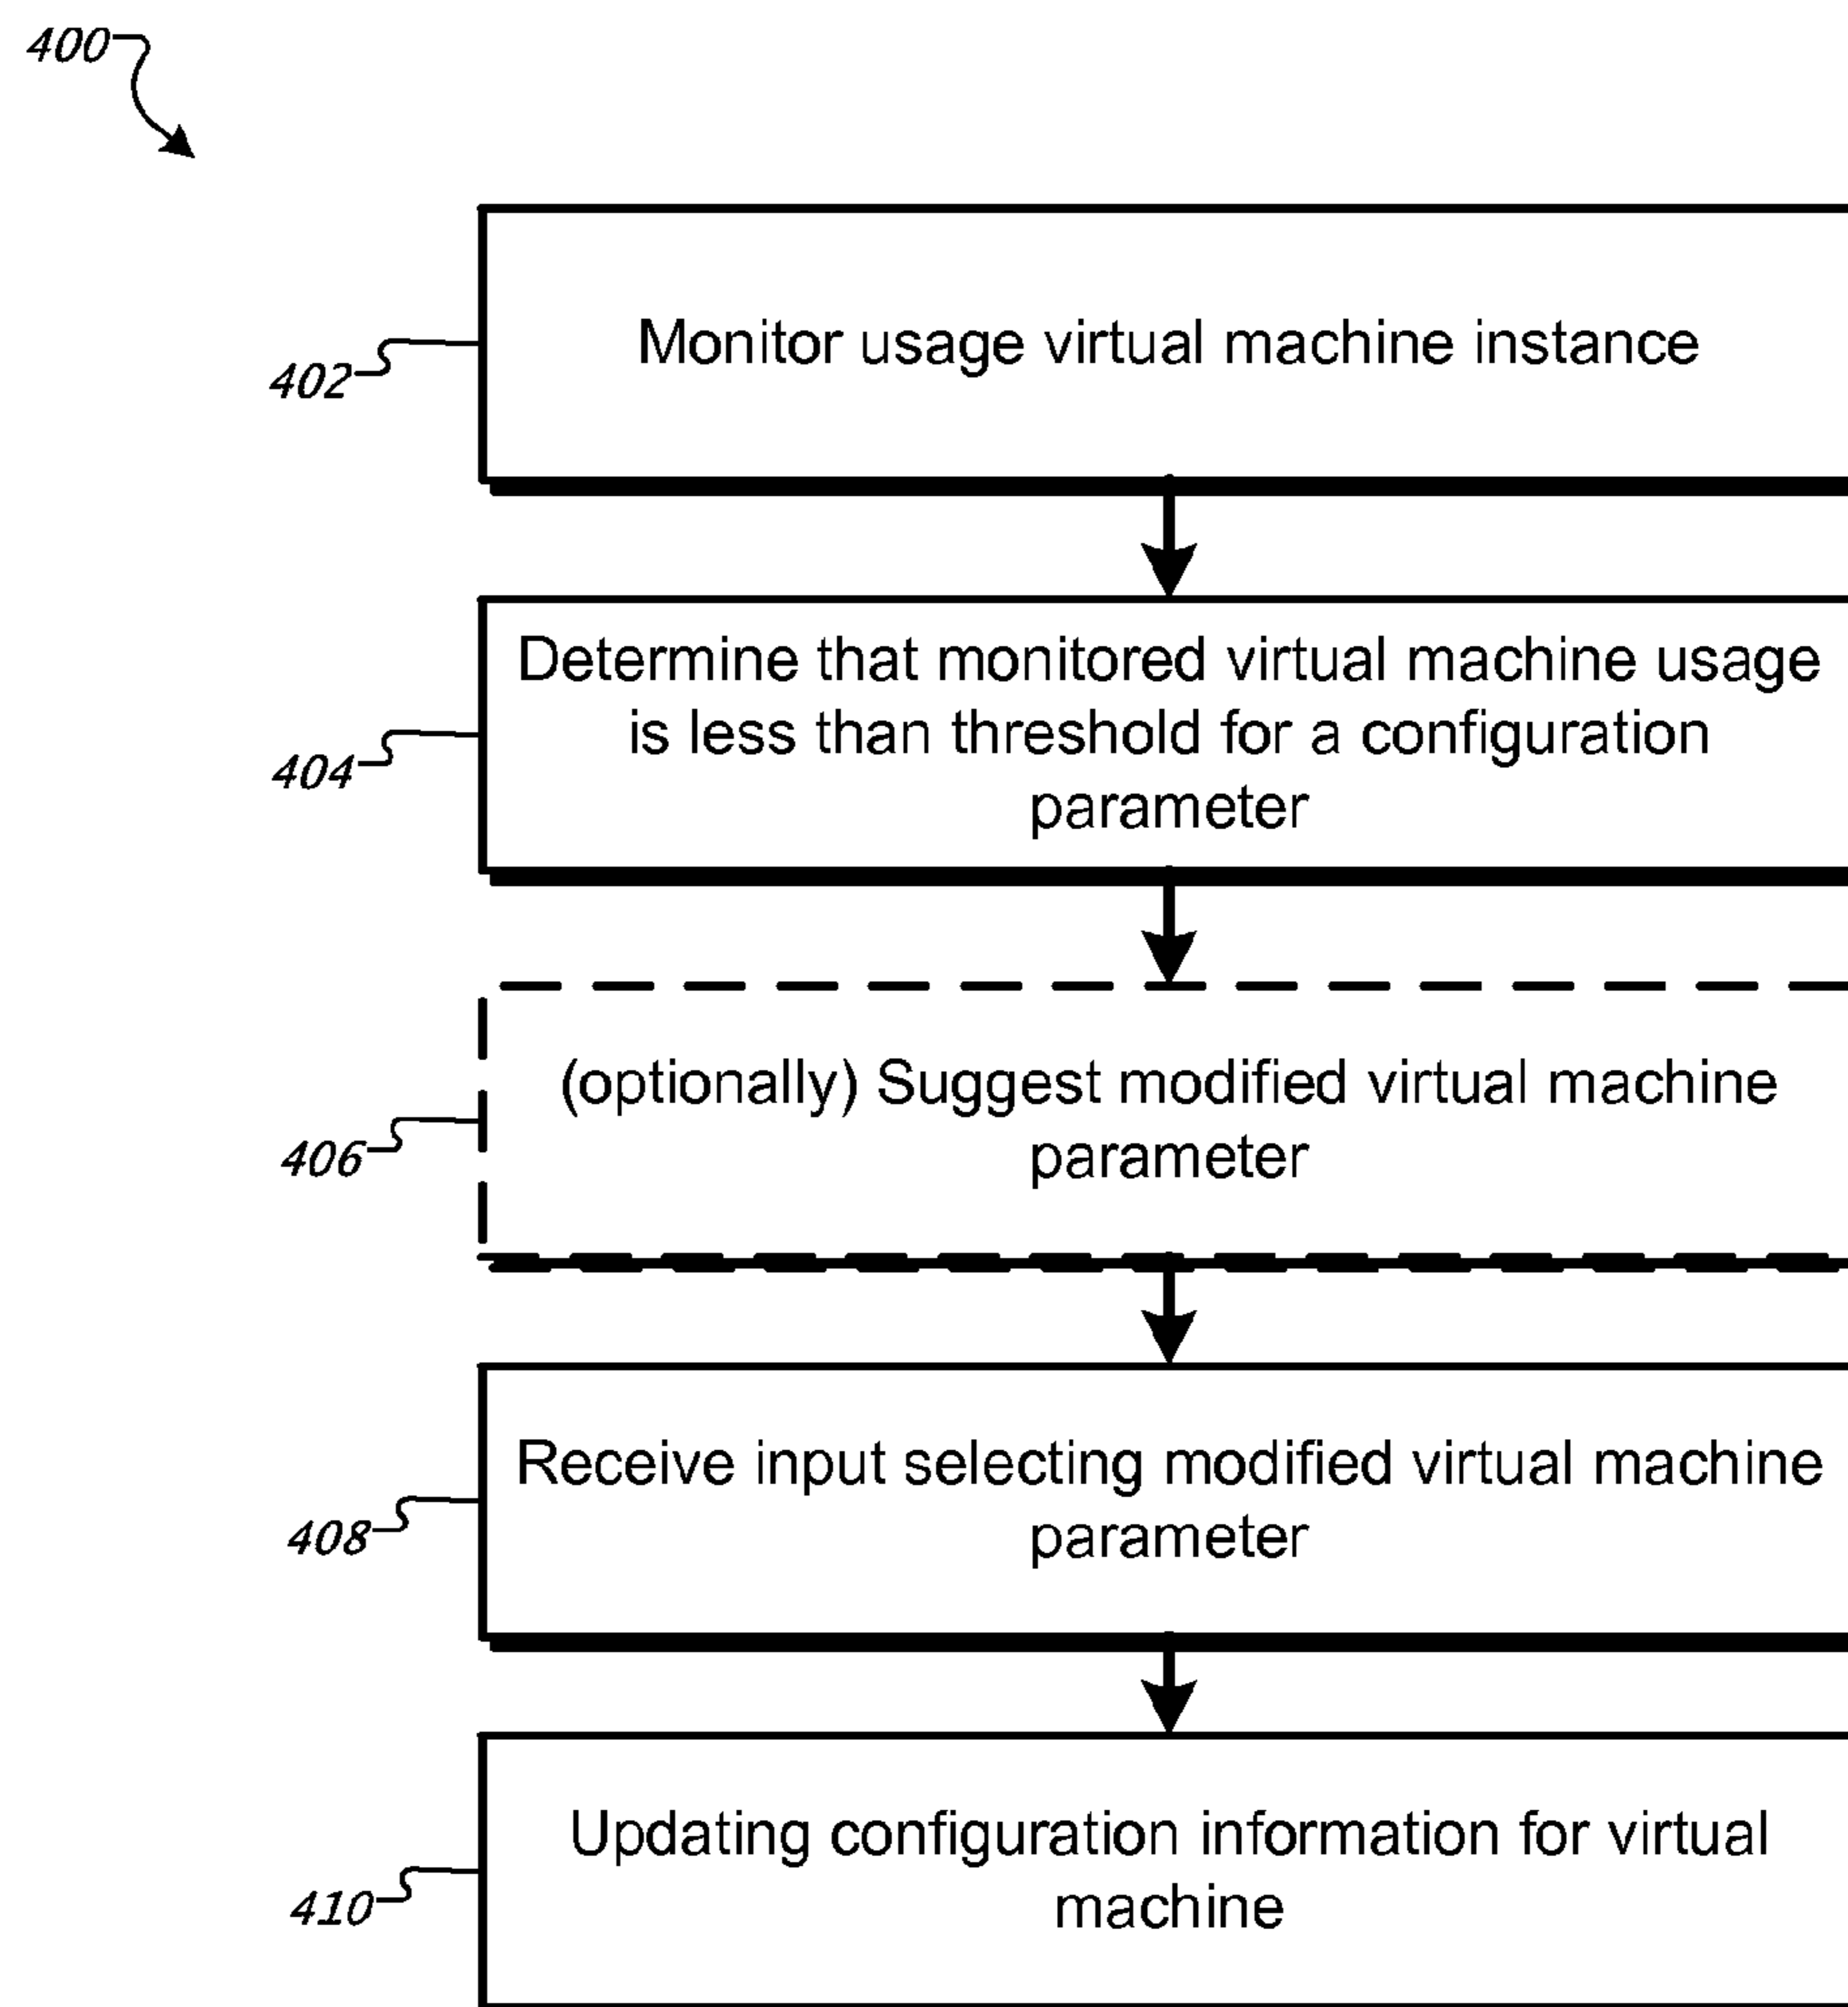 400
Monitor usage virtual machine instance
402
Determine that monitored virtual machine usage
is less than threshold for a configuration
parameter
404
(optionally) Suggest modified virtual machine
parameter
406
Receive input selecting modified virtual machine
parameter
408
Updating configuration information for virtual
machine
410